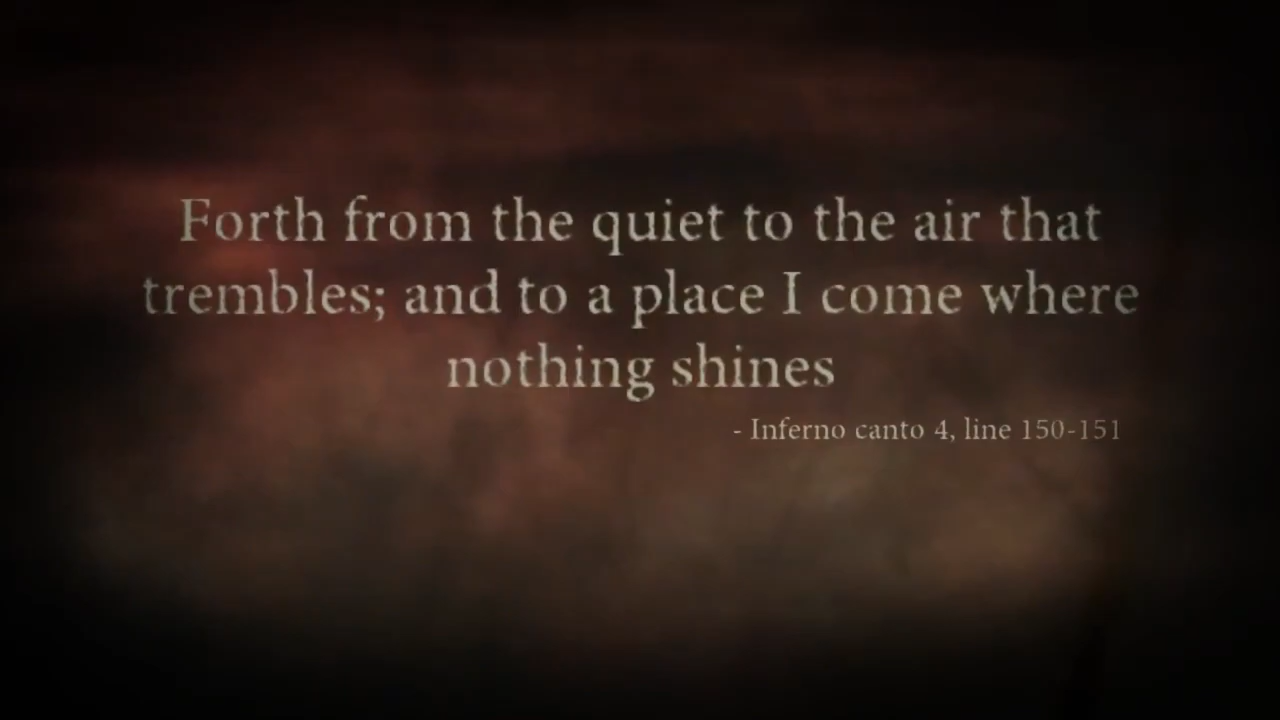 Forth from the quiet to the air that
trembles; and to a place I come where
nothing shines
- Inferno canto 4, line 150-151